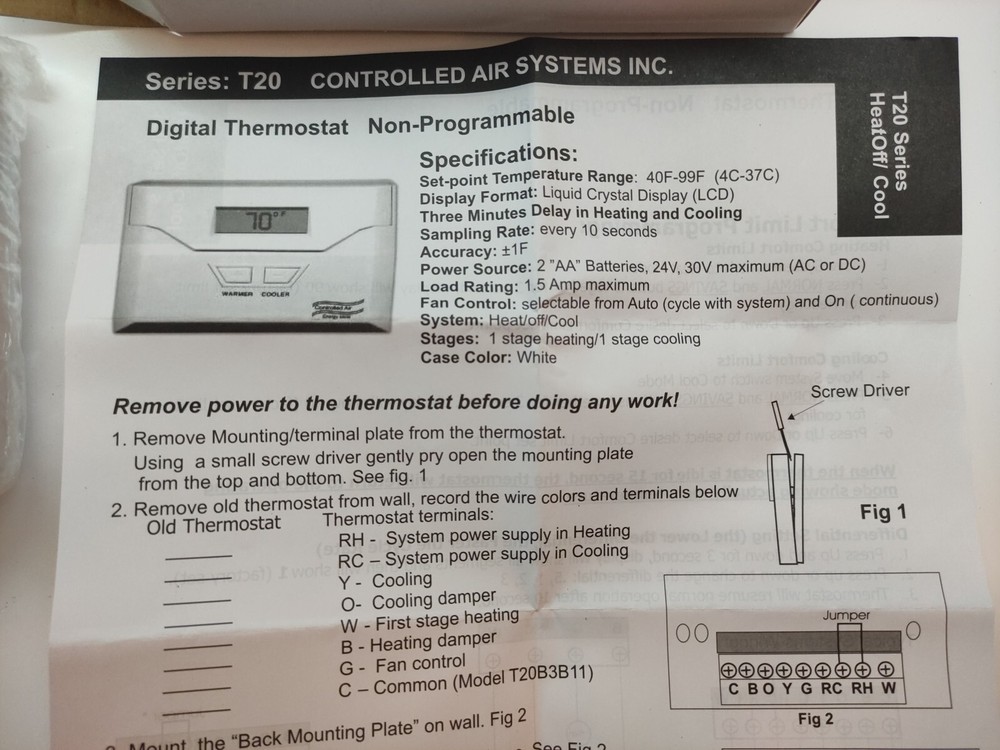 Series: T20 CONTROLLED AIR SYSTEMS INC.
T20 Series
HeatOff/ Cool
Digital Thermostat Non-Programmable
70°F
WARMER COOLER
Controlled Air
Specifications:
Set-point Temperature Range: 40F-99F (4C-37C)
Display Format: Liquid Crystal Display (LCD)
Three Minutes Delay in Heating and Cooling
Sampling Rate: every 10 seconds
Accuracy: ±1F
Power Source: 2 "AA" Batteries, 24V, 30V maximum (AC or DC)
Load Rating: 1.5 Amp maximum
Fan Control: selectable from Auto (cycle with system) and On ( continuous)
System: Heat/off/Cool
Stages: 1 stage heating/1 stage cooling
Case Color: White
Remove power to the thermostat before doing any work!
1. Remove Mounting/terminal plate from the thermostat.
Using a small screw driver gently pry open the mounting plate
from the top and bottom. See fig. 1.
2. Remove old thermostat from wall, record the wire colors and terminals below
Old Thermostat Thermostat terminals:
RH - System power supply in Heating
RC – System power supply in Cooling
Y - Cooling
O- Cooling damper
W - First stage heating
B - Heating damper
G - Fan control
C – Common (Model T20B3B11)
Screw Driver
Fig 1
Jumper
C B O Y G RC RH W
Fig 2
Mount the "Back Mounting Plate" on wall. Fig 2
See Fig 2